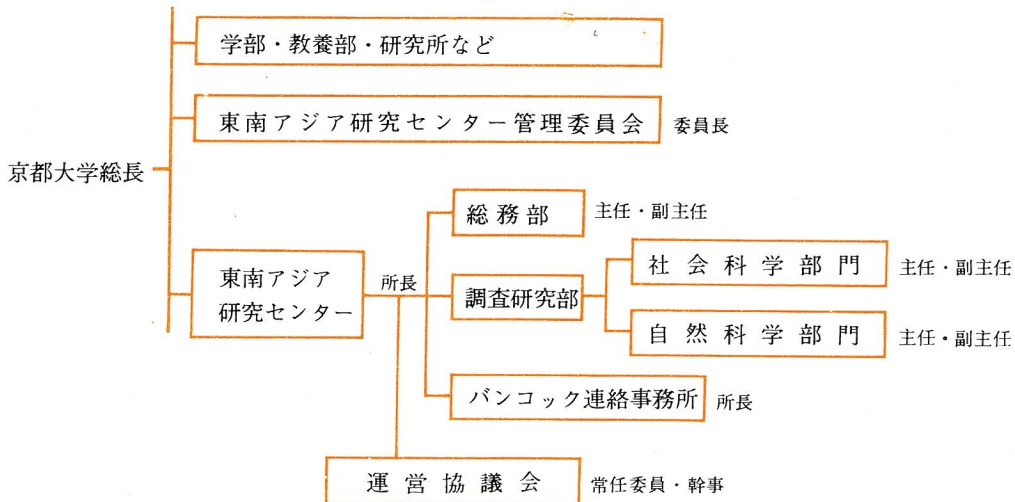 学部・教養部・研究所など
東南アジア研究センター管理委員会 委員長
京都大学総長
総務部 主任・副主任
東南アジア
研究センター
所長
調査研究部
社会科学部門 主任・副主任
自然科学部門 主任・副主任
バンコック連絡事務所 所長
運営協議会 常任委員・幹事